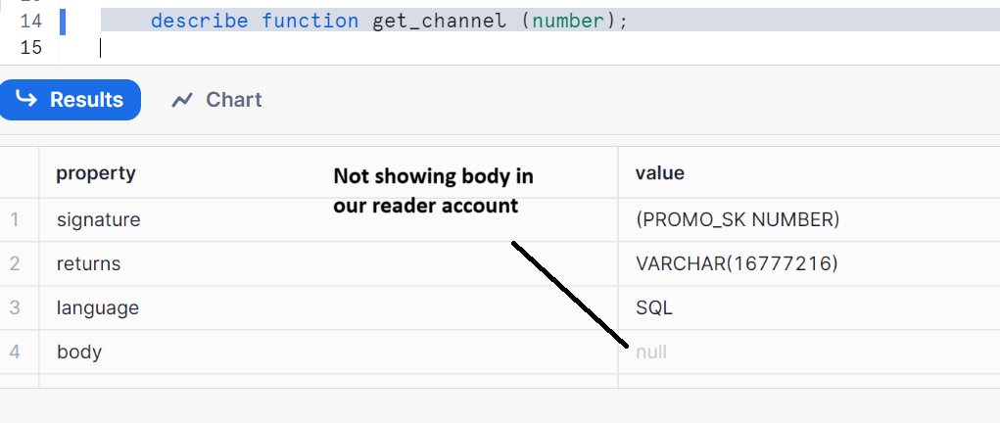 14 describe function get_channel (number);
15
Results Chart
property value
Not showing body in
our reader account
1 signature (PROMO_SK NUMBER)
2 returns VARCHAR(16777216)
3 language SQL
4 body null